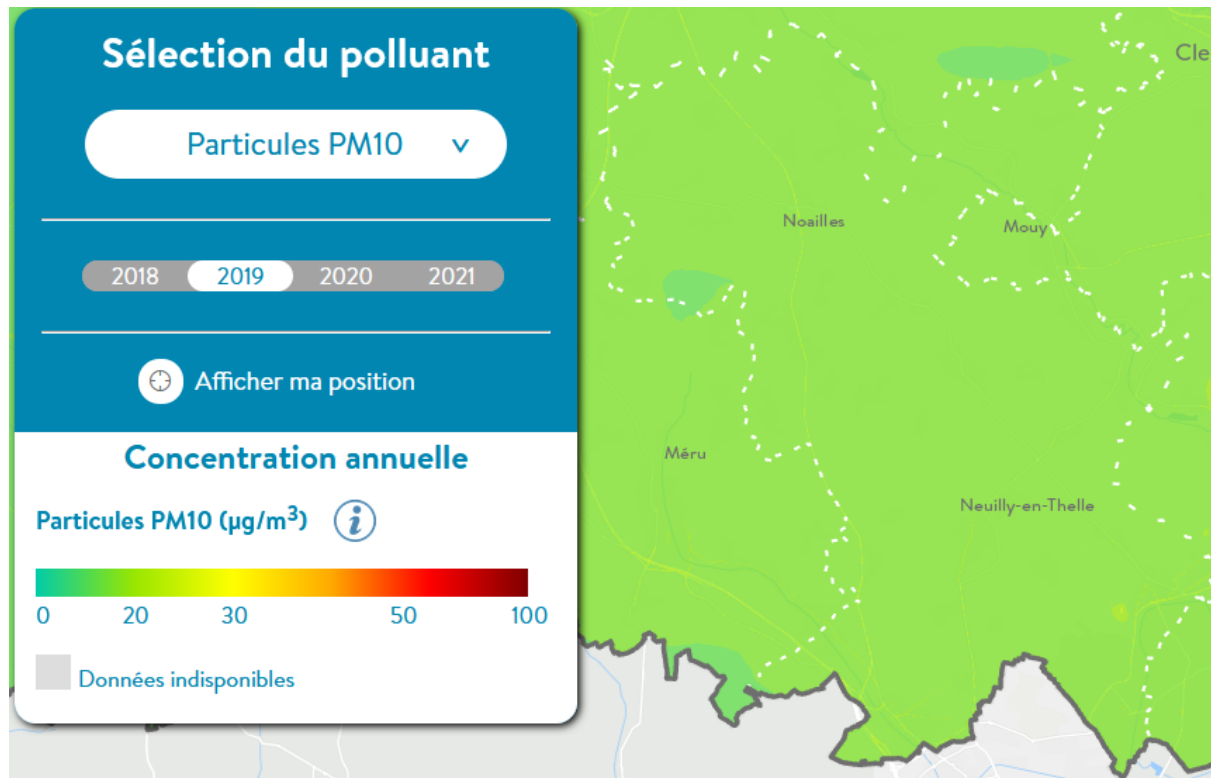 Sélection du polluant
Particules PM10
2018 2019 2020 2021
Afficher ma position
Concentration annuelle
Particules PM10 (µg/m³)
0 20 30 50 100
Données indisponibles
Cle
Noailles
Mouy
Méru
Neuilly-en-Thelle